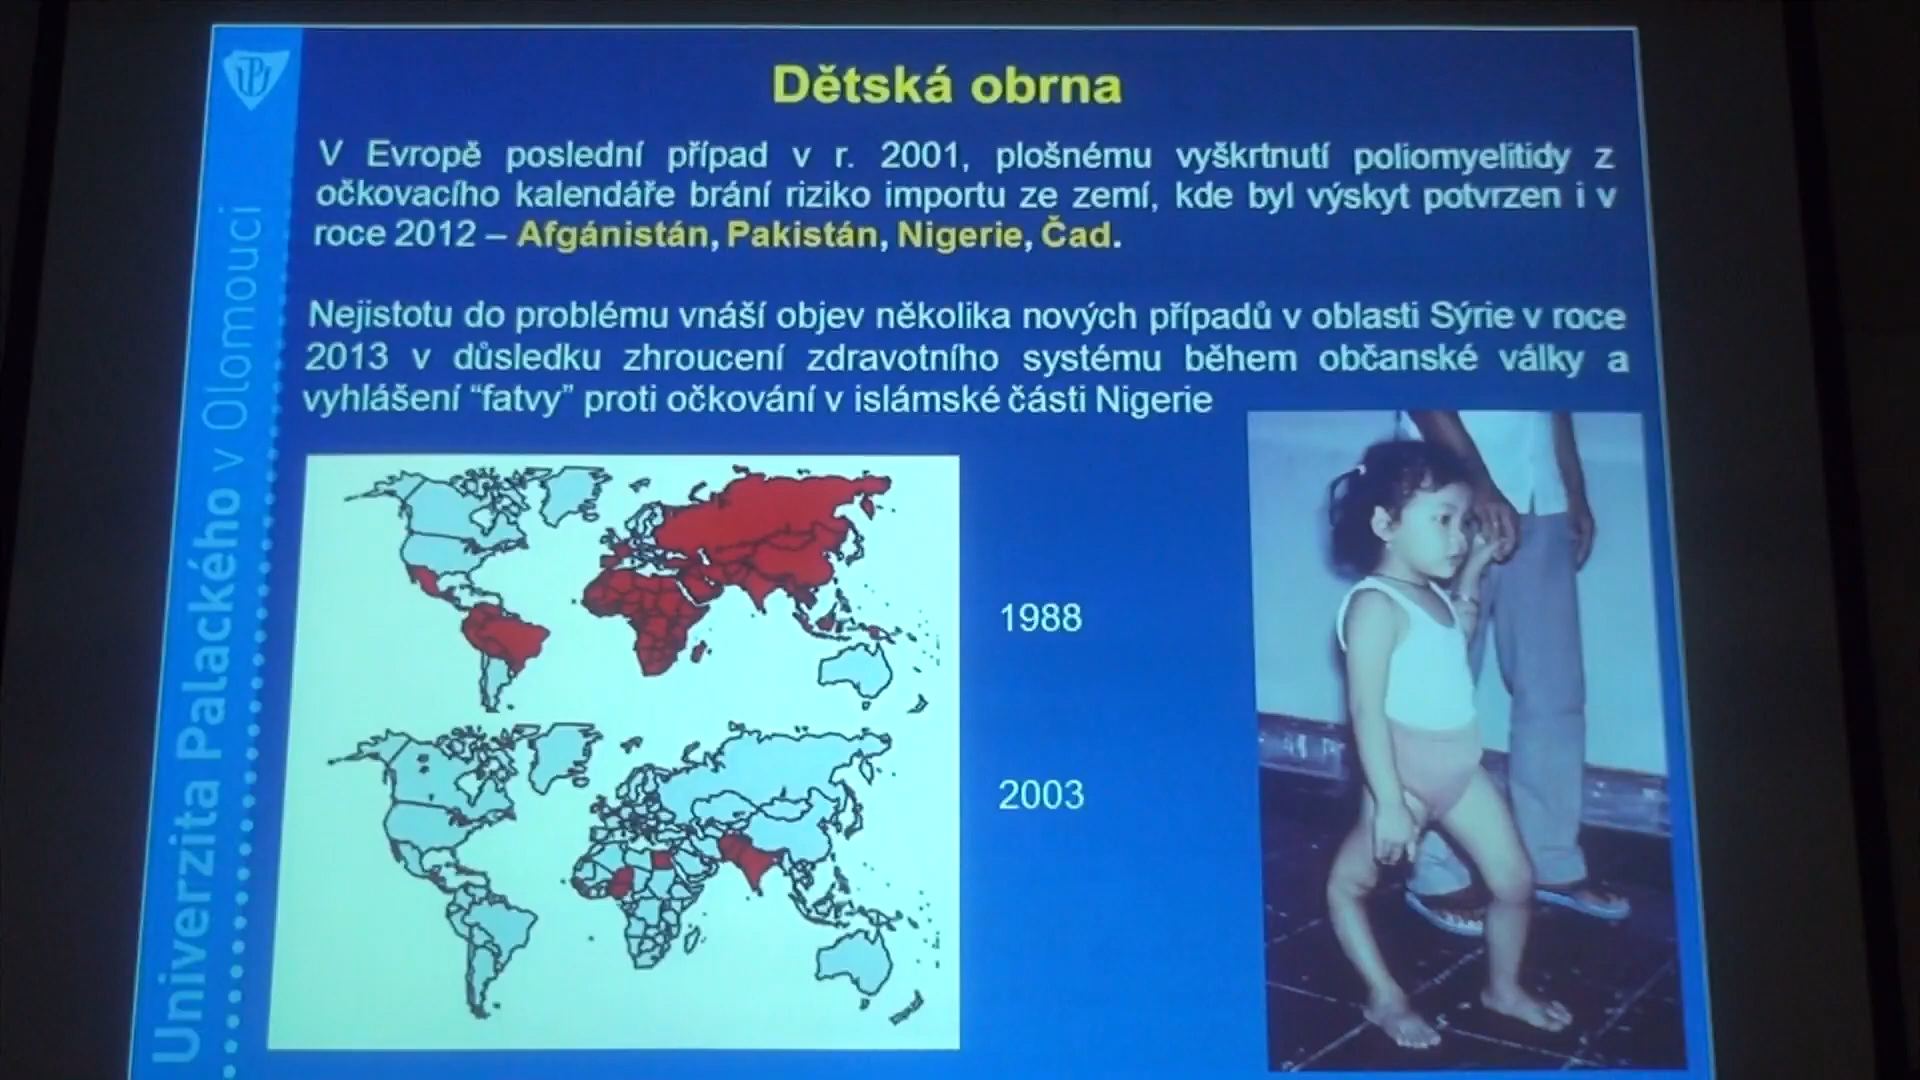 Dětská obrna
V Evropě poslední případ v r. 2001, plošnému vyškrtnutí poliomyelitidy z
očkovacího kalendáře brání riziko importu ze zemí, kde byl výskyt potvrzen i v
roce 2012 – Afgánistán, Pakistán, Nigerie, Čad.
Nejistotu do problému vnáší objev několika nových případů v oblasti Sýrie v roce
2013 v důsledku zhroucení zdravotního systému během občanské války a
vyhlášení “fatvy” proti očkování v islámské části Nigerie
1988
2003
Univerzita Palackého v Olomouci